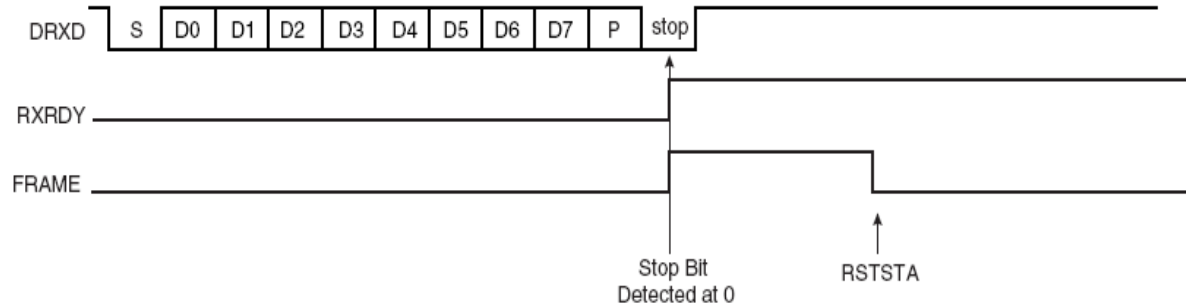 DRXD S D0 D1 D2 D3 D4 D5 D6 D7 P stop
RXRDY
FRAME
Stop Bit
Detected at 0
RSTSTA